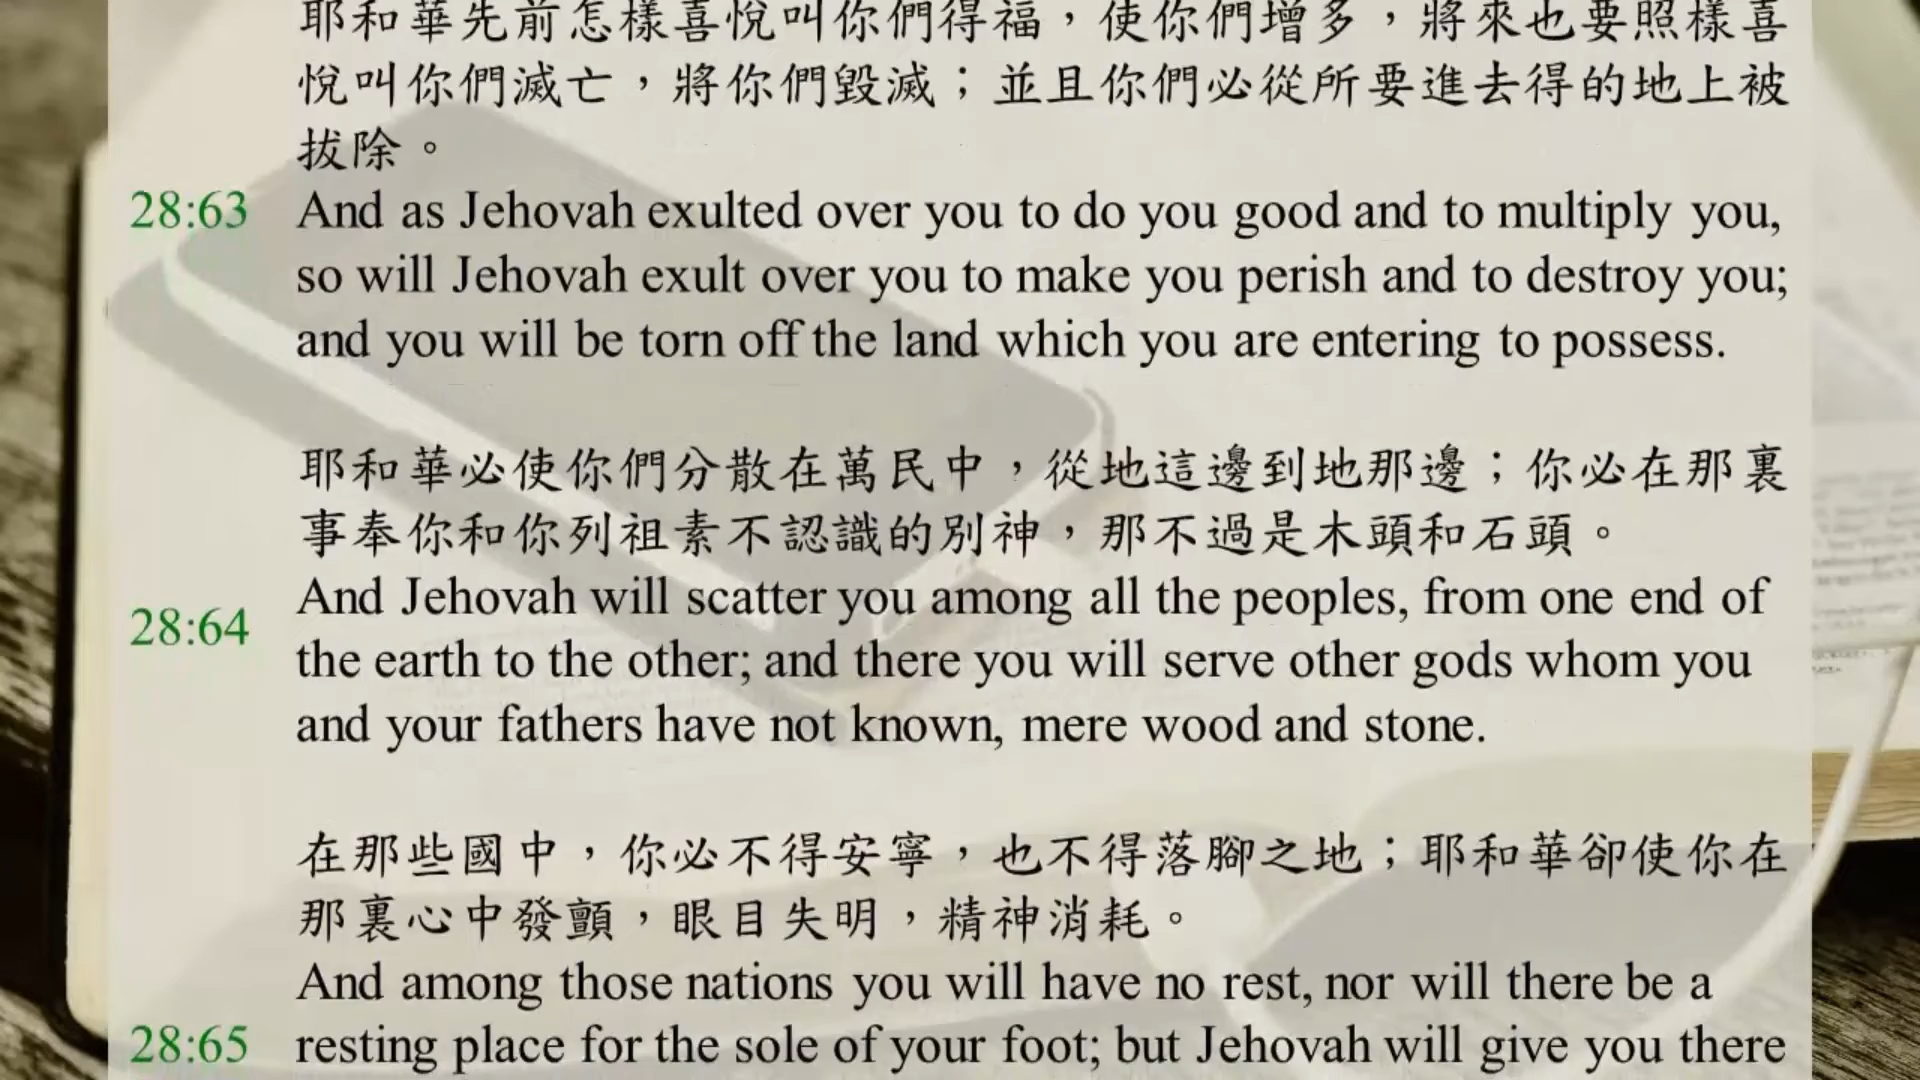 耶和華先前怎樣喜悅叫你們得福，使你們增多，將來也要照樣喜
悅叫你們滅亡，將你們毀滅；並且你們必從所要進去得的地上被
拔除。
28:63 And as Jehovah exulted over you to do you good and to multiply you,
so will Jehovah exult over you to make you perish and to destroy you;
and you will be torn off the land which you are entering to possess.
耶和華必使你們分散在萬民中，從地這邊到地那邊；你必在那裏
事奉你和你列祖素不認識的別神，那不過是木頭和石頭。
And Jehovah will scatter you among all the peoples, from one end of
28:64 the earth to the other; and there you will serve other gods whom you
and your fathers have not known, mere wood and stone.
在那些國中，你必不得安寧，也不得落腳之地；耶和華卻使你在
那裏心中發顫，眼目失明，精神消耗。
And among those nations you will have no rest, nor will there be a
28:65 resting place for the sole of your foot; but Jehovah will give you there